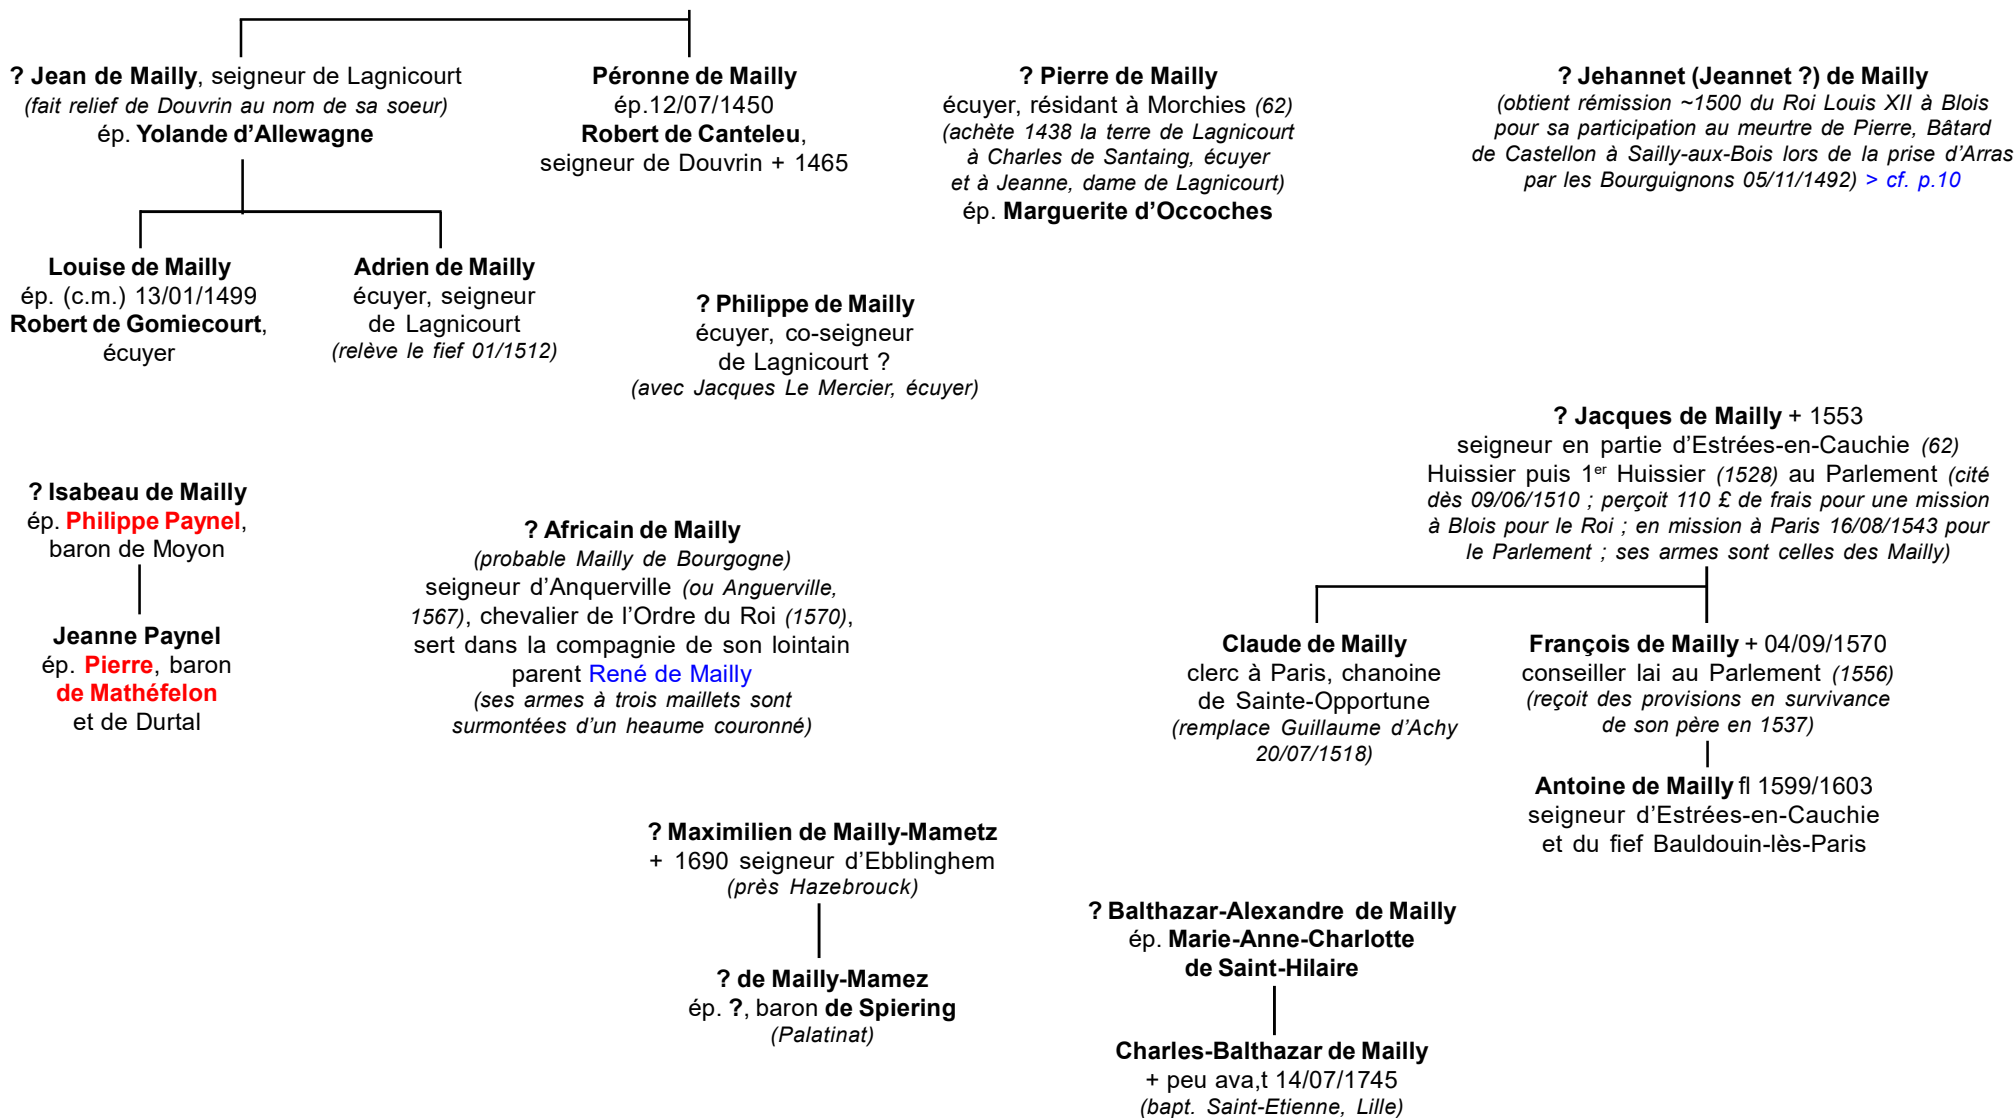 ? Jean de Mailly, seigneur de Lagnicourt
(fait relief de Douvrin au nom de sa soeur)
ép. Yolande d'Allewagne
Péronne de Mailly
ép.12/07/1450
Robert de Canteleu,
seigneur de Douvrin + 1465
? Pierre de Mailly
écuyer, résidant à Morchies (62)
(achète 1438 la terre de Lagnicourt
à Charles de Santaing, écuyer
et à Jeanne, dame de Lagnicourt)
ép. Marguerite d'Occoches
? Jehannet (Jeannet ?) de Mailly
(obtient rémission ~1500 du Roi Louis XII à Blois
pour sa participation au meurtre de Pierre, Bâtard
de Castellon à Sailly-aux-Bois lors de la prise d'Arras
par les Bourguignons 05/11/1492) > cf. p.10
Louise de Mailly
ép. (c.m.) 13/01/1499
Robert de Gomiecourt,
écuyer
Adrien de Mailly
écuyer, seigneur
de Lagnicourt
(relève le fief 01/1512)
? Philippe de Mailly
écuyer, co-seigneur
de Lagnicourt ?
(avec Jacques Le Mercier, écuyer)
? Jacques de Mailly + 1553
seigneur en partie d'Estrées-en-Cauchie (62)
Huissier puis 1er Huissier (1528) au Parlement (cité
dès 09/06/1510 ; perçoit 110 £ de frais pour une mission
à Blois pour le Roi ; en mission à Paris 16/08/1543 pour
le Parlement ; ses armes sont celles des Mailly)
? Isabeau de Mailly
ép. Philippe Paynel,
baron de Moyon
Jeanne Paynel
ép. Pierre, baron
de Mathéfelon
et de Durtal
? Africain de Mailly
(probable Mailly de Bourgogne)
seigneur d'Anquerville (ou Anguerville,
1567), chevalier de l'Ordre du Roi (1570),
sert dans la compagnie de son lointain
parent René de Mailly
(ses armes à trois maillets sont
surmontées d'un heaume couronné)
Claude de Mailly
clerc à Paris, chanoine
de Sainte-Opportune
(remplace Guillaume d'Achy
20/07/1518)
François de Mailly + 04/09/1570
conseiller lai au Parlement (1556)
(reçoit des provisions en survivance
de son père en 1537)
Antoine de Mailly fl 1599/1603
seigneur d'Estrées-en-Cauchie
et du fief Bauldouin-lès-Paris
? Maximilien de Mailly-Mametz
+ 1690 seigneur d'Ebblinghem
(près Hazebrouck)
? de Mailly-Mamez
ép. ?, baron de Spiering
(Palatinat)
? Balthazar-Alexandre de Mailly
ép. Marie-Anne-Charlotte
de Saint-Hilaire
Charles-Balthazar de Mailly
+ peu ava,t 14/07/1745
(bapt. Saint-Etienne, Lille)